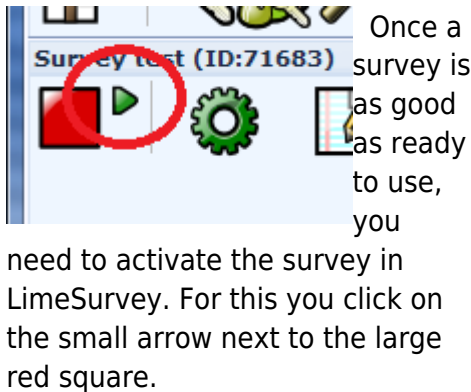 Once a
Survey test (ID:71683)
survey is
as good
as ready
to use,
you
need to activate the survey in
LimeSurvey. For this you click on
the small arrow next to the large
red square.